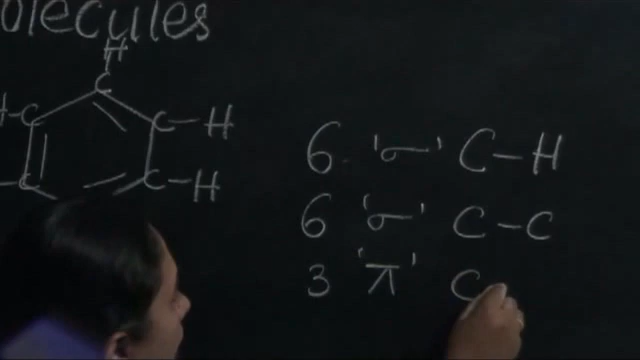 olecules
H
C
H-C
C-H
C
C-H
6 'σ' C-H
6 'σ' C-C
3 'π' C